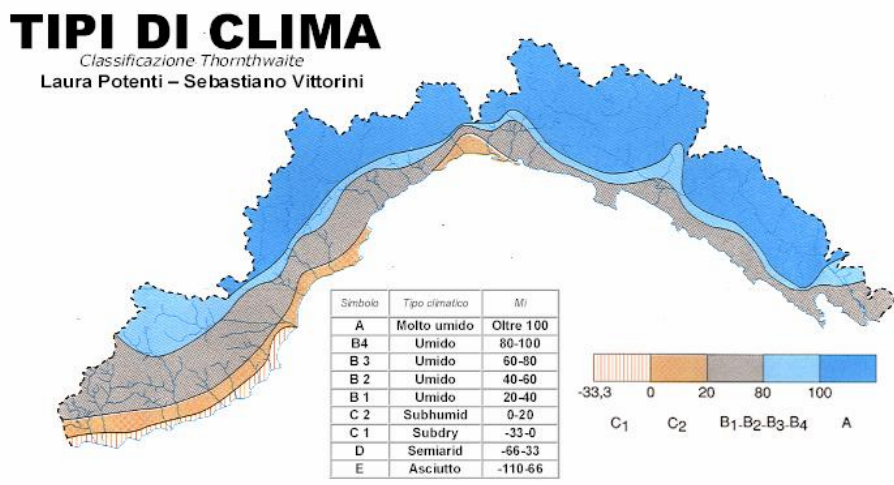 TIPI DI CLIMA
Classificazione Thornthwaite
Laura Potenti – Sebastiano Vittorini
Simbolo Tipo climatico Mi
A Molto umido Oltre 100
B4 Umido 80-100
B 3 Umido 60-80
B 2 Umido 40-60
B 1 Umido 20-40
C 2 Subhumid 0-20
C 1 Subdry -33-0
D Semiarid -66-33
E Asciutto -110-66
-33,3 0 20 80 100
C1 C2 B1-B2-B3-B4 A